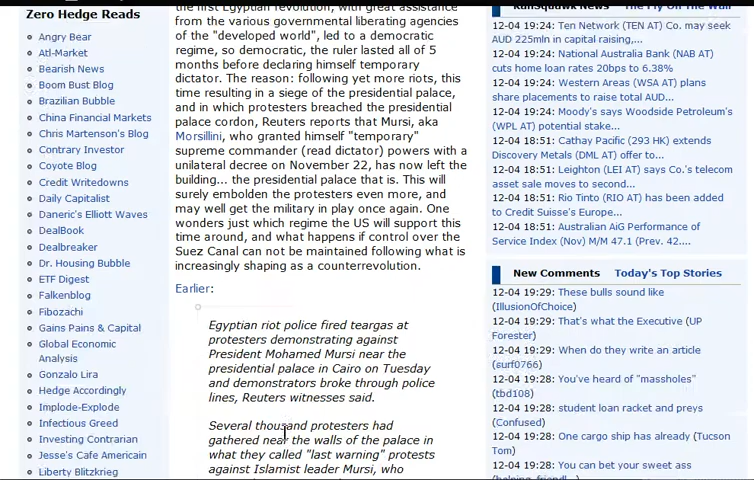 Zero Hedge Reads
Angry Bear
Atl-Market
Bearish News
Boom Bust Blog
Brazilian Bubble
China Financial Markets
Chris Martenson's Blog
Contrary Investor
Coyote Blog
Credit Writedowns
Daily Capitalist
Daneric's Elliott Waves
DealBook
Dealbreaker
Dr. Housing Bubble
ETF Digest
Falkenblog
Fibozachi
Gains Pains & Capital
Global Economic
Analysis
Gonzalo Lira
Hedge Accordingly
Implode-Explode
Infectious Greed
Investing Contrarian
Jesse's Cafe Americain
Liberty Blitzkrieg
the first Egyptian revolution, with great assistance
from the various governmental liberating agencies
of the "developed world", led to a democratic
regime, so democratic, the ruler lasted all of 5
months before declaring himself temporary
dictator. The reason: following yet more riots, this
time resulting in a siege of the presidential palace,
and in which protesters breached the presidential
palace cordon, Reuters reports that Mursi, aka
Morsillini, who granted himself "temporary"
supreme commander (read dictator) powers with a
unilateral decree on November 22, has now left the
building... the presidential palace that is. This will
surely embolden the protesters even more, and
may well get the military in play once again. One
wonders just which regime the US will support this
time around, and what happens if control over the
Suez Canal can not be maintained following what is
increasingly shaping as a counterrevolution.
Earlier:
Egyptian riot police fired teargas at
protesters demonstrating against
President Mohamed Mursi near the
presidential palace in Cairo on Tuesday
and demonstrators broke through police
lines, Reuters witnesses said.
Several thousand protesters had
gathered near the walls of the palace in
what they called "last warning" protests
against Islamist leader Mursi, who
RanSquawk News The Fly On The Wall
12-04 19:24: Ten Network (TEN AT) Co. may seek
AUD 225mln in capital raising,...
12-04 19:24: National Australia Bank (NAB AT)
cuts home loan rates 20bps to 6.38%
12-04 19:24: Western Areas (WSA AT) plans
share placements to raise total AUD...
12-04 19:24: Moody's says Woodside Petroleum's
(WPL AT) potential stake...
12-04 18:51: Cathay Pacific (293 HK) extends
Discovery Metals (DML AT) offer to...
12-04 18:51: Leighton (LEI AT) says Co.'s telecom
asset sale moves to second...
12-04 18:51: Rio Tinto (RIO AT) has been added
to Credit Suisse's Europe...
12-04 18:51: Australian AiG Performance of
Service Index (Nov) M/M 47.1 (Prev. 42....
New Comments Today's Top Stories
12-04 19:29: These bulls sound like
(IllusionOfChoice)
12-04 19:29: That's what the Executive (UP
Forester)
12-04 19:29: When do they write an article
(surf0766)
12-04 19:28: You've heard of "massholes"
(tbd108)
12-04 19:28: student loan racket and preys
(Confused)
12-04 19:28: One cargo ship has already (Tucson
Tom)
12-04 19:28: You can bet your sweet ass
(helping_friend...)